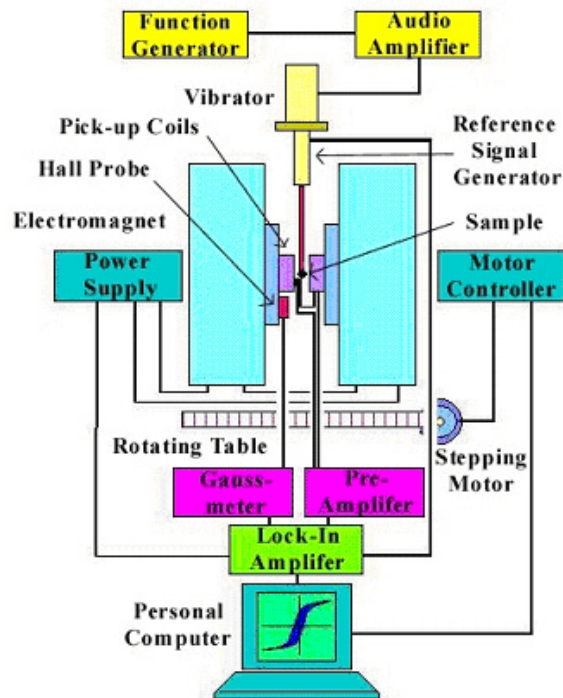 Function
Generator
Audio
Amplifier
Vibrator
Pick-up Coils
Reference
Signal
Generator
Hall Probe
Electromagnet
Sample
Power
Supply
Motor
Controller
Rotating Table
Stepping
Motor
Gauss-
meter
Pre-
Amplifer
Lock-In
Amplifer
Personal
Computer